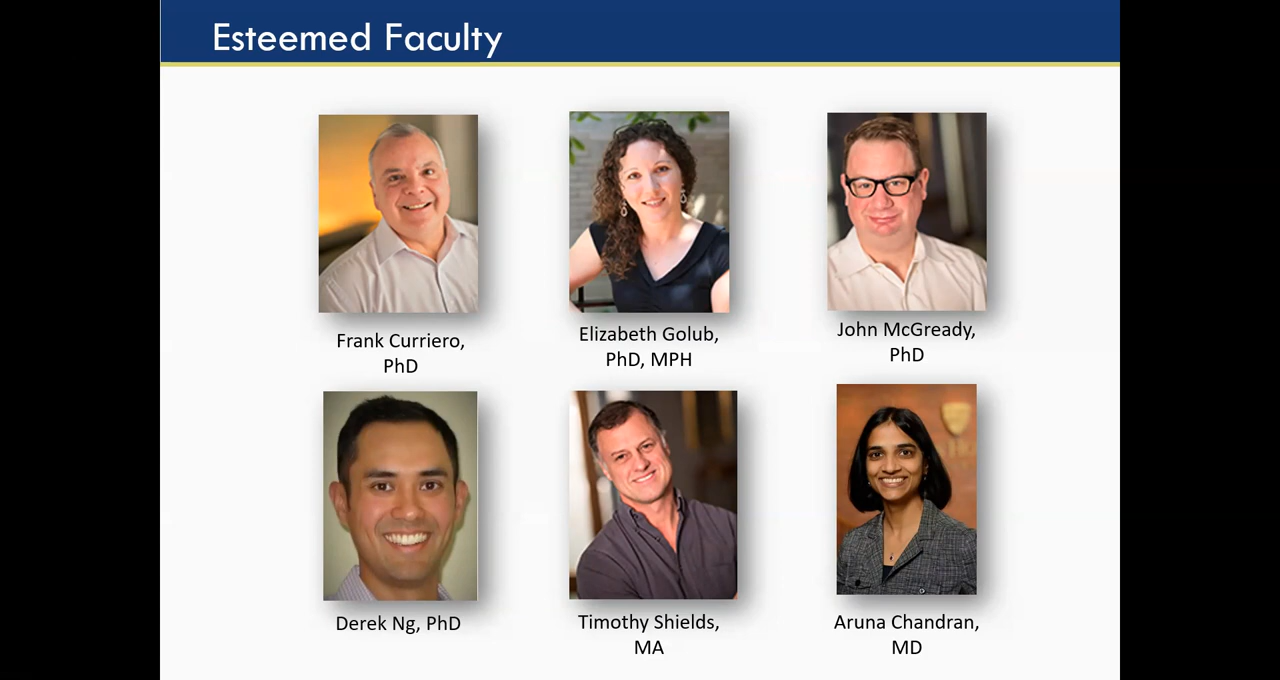 Esteemed Faculty
Frank Curriero,
PhD
Elizabeth Golub,
PhD, MPH
John McGready,
PhD
Derek Ng, PhD
Timothy Shields,
MA
Aruna Chandran,
MD